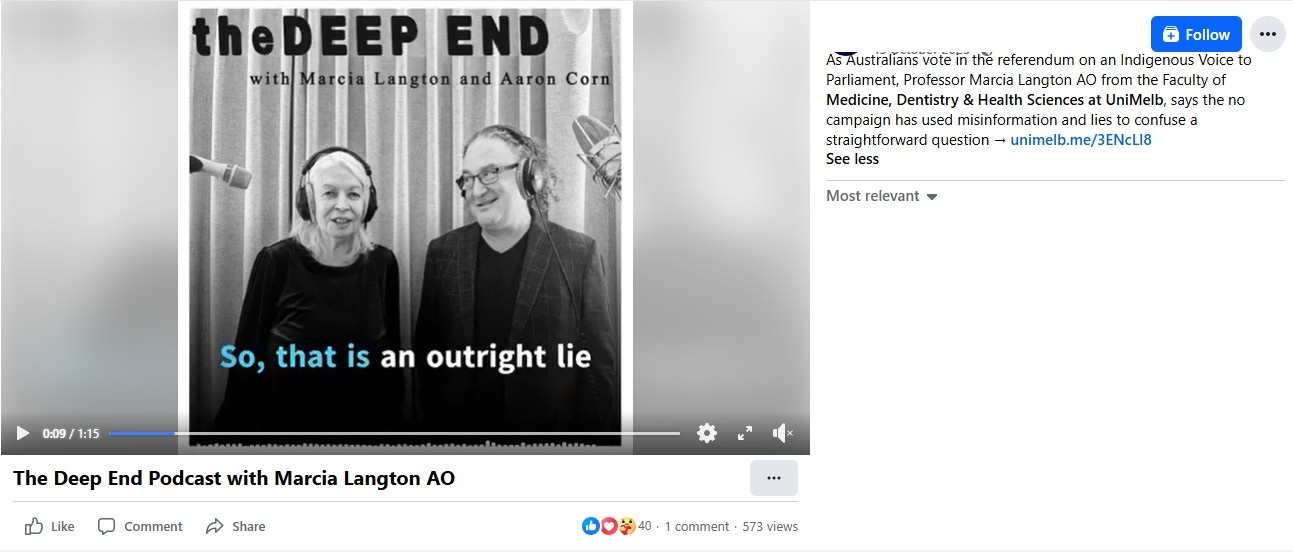 theDEEP END
with Marcia Langton and Aaron Corn
So, that is an outright lie
0:09 / 1:15
The Deep End Podcast with Marcia Langton AO
...
Like Comment Share
40 · 1 comment · 573 views
Follow
...
As Australians vote in the referendum on an Indigenous Voice to
Parliament, Professor Marcia Langton AO from the Faculty of
Medicine, Dentistry & Health Sciences at UniMelb, says the no
campaign has used misinformation and lies to confuse a
straightforward question → unimelb.me/3ENcLl8
See less
Most relevant